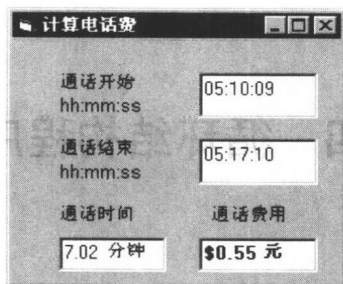 计算电话费
通话开始
hh:mm:ss
05:10:09
通话结束
hh:mm:ss
05:17:10
通话时间 通话费用
7.02 分钟 $0.55 元